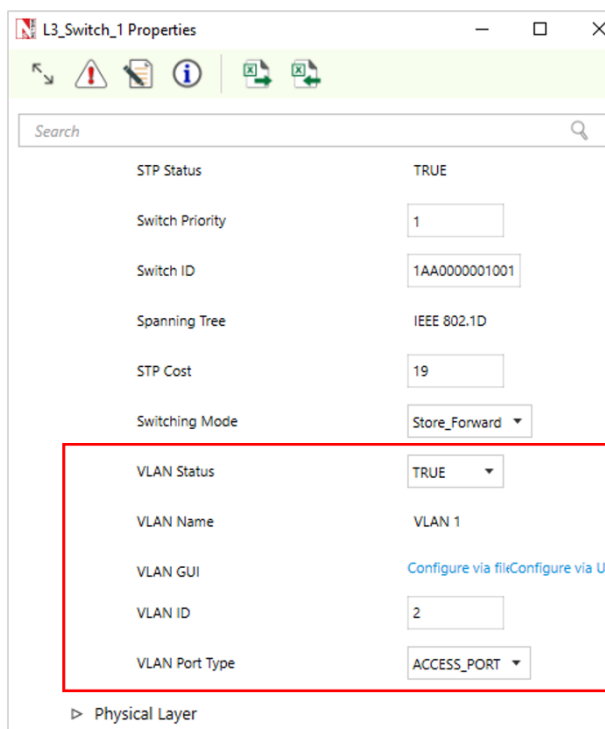 L3_Switch_1 Properties
Search
STP Status TRUE
Switch Priority 1
Switch ID 1AA0000001001
Spanning Tree IEEE 802.1D
STP Cost 19
Switching Mode Store_Forward
VLAN Status TRUE
VLAN Name VLAN 1
VLAN GUI Configure via file Configure via U
VLAN ID 2
VLAN Port Type ACCESS_PORT
Physical Layer